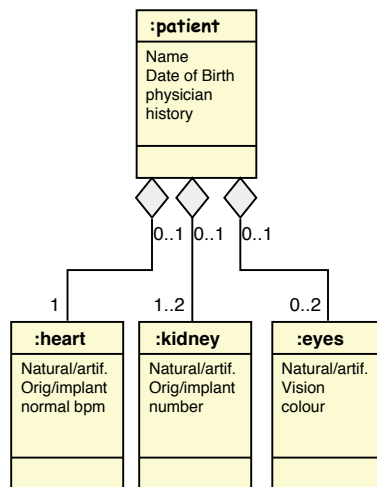 :patient
Name
Date of Birth
physician
history
0..1 0..1 0..1
1 1..2 0..2
:heart
Natural/artif.
Orig/implant
normal bpm
:kidney
Natural/artif.
Orig/implant
number
:eyes
Natural/artif.
Vision
colour